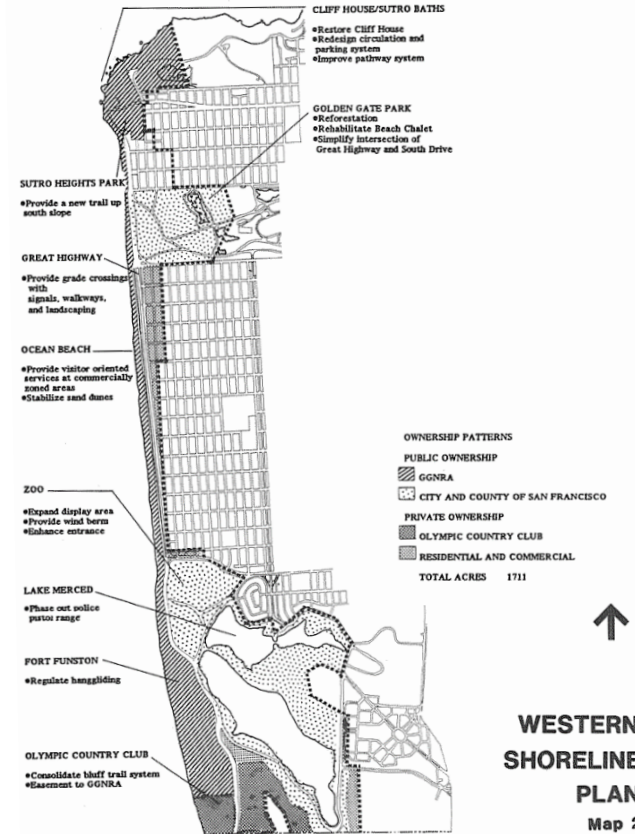 CLIFF HOUSE/SUTRO BATHS
•Restore Cliff House
•Redesign circulation and
parking system
•Improve pathway system
GOLDEN GATE PARK
•Reforestation
•Rehabilitate Beach Chalet
•Simplify intersection of
Great Highway and South Drive
SUTRO HEIGHTS PARK
•Provide a new trail up
south slope
GREAT HIGHWAY
•Provide grade crossings
with
signals, walkways,
and landscaping
OCEAN BEACH
•Provide visitor oriented
services at commercially
zoned areas
•Stabilize sand dunes
ZOO
•Expand display area
•Provide wind berm
•Enhance entrance
LAKE MERCED
•Phase out police
pistol range
FORT FUNSTON
•Regulate hanggliding
OLYMPIC COUNTRY CLUB
•Consolidate bluff trail system
•Easement to GGNRA
OWNERSHIP PATTERNS
PUBLIC OWNERSHIP
GGNRA
CITY AND COUNTY OF SAN FRANCISCO
PRIVATE OWNERSHIP
OLYMPIC COUNTRY CLUB
RESIDENTIAL AND COMMERCIAL
TOTAL ACRES 1711
WESTERN
SHORELINE
PLAN
Map 2